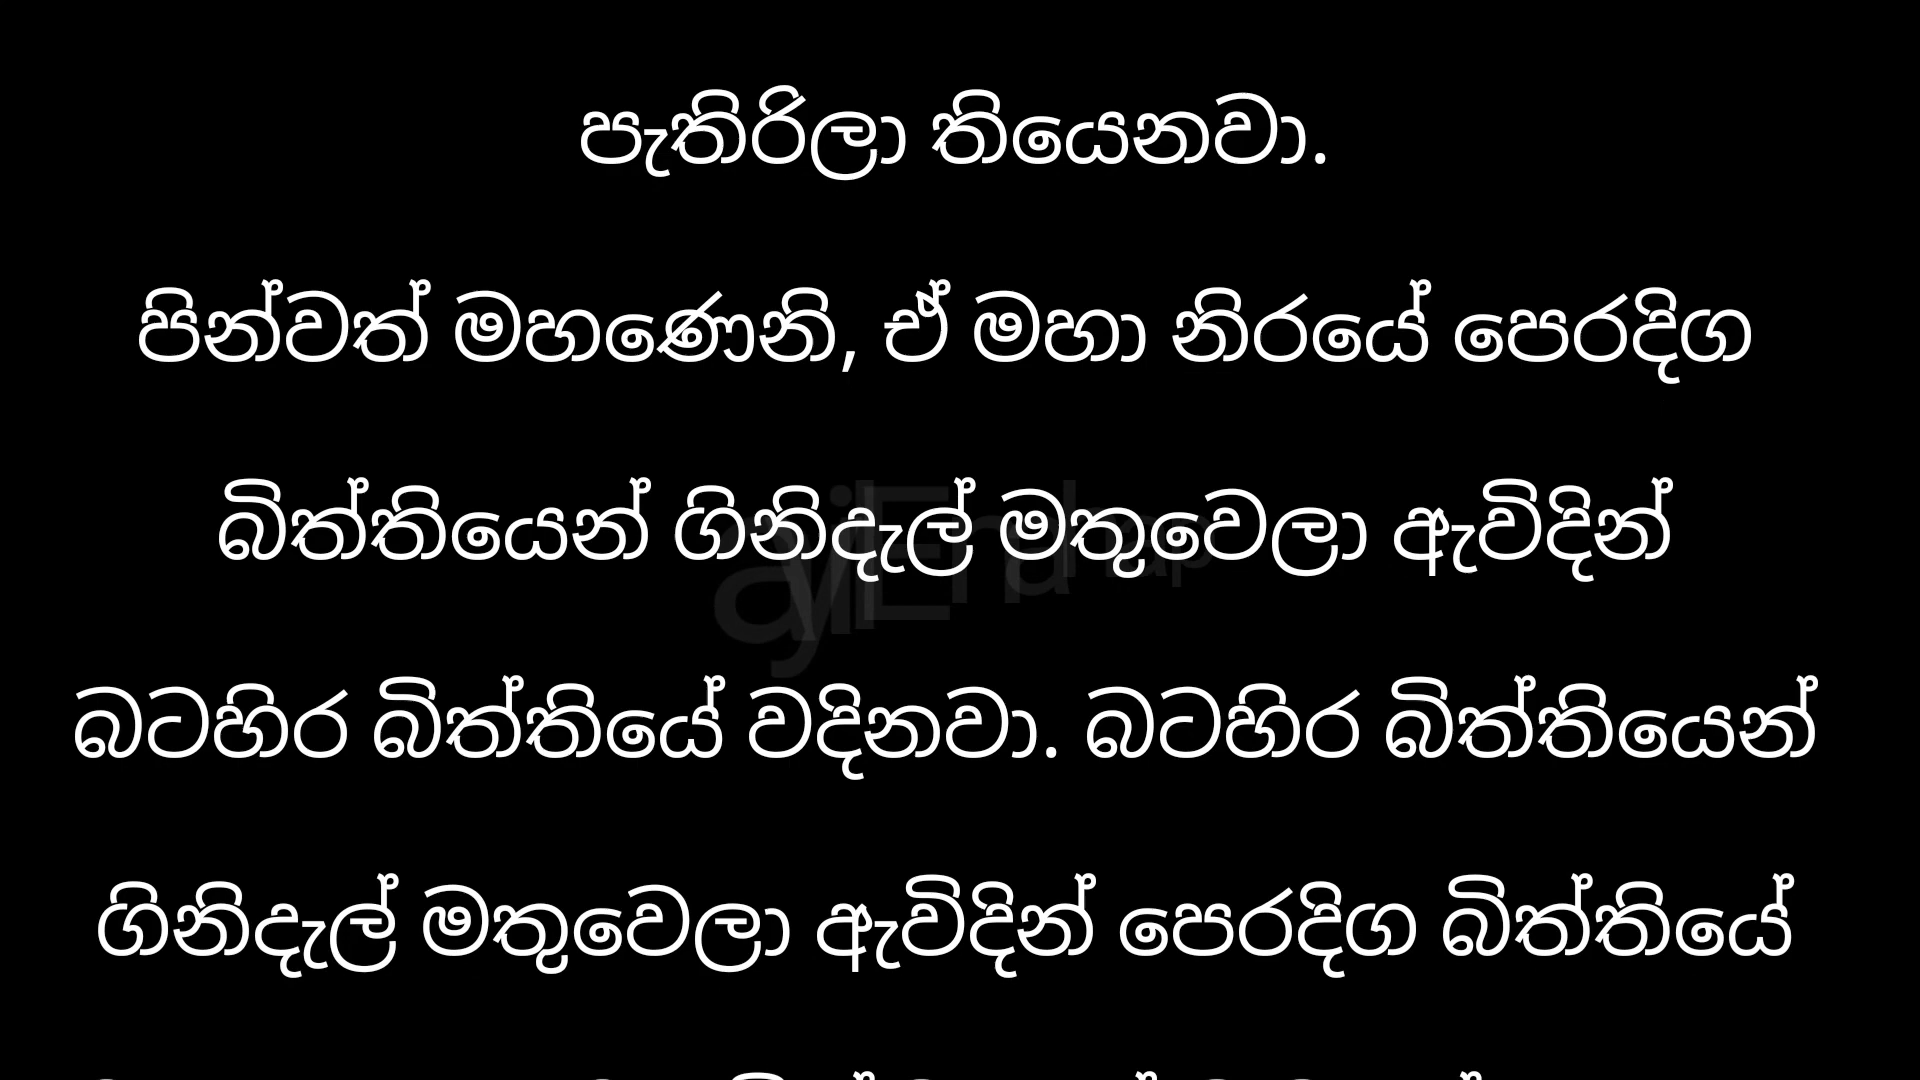 පැතිරිලා තියෙනවා.
පින්වත් මහණෙනි, ඒ මහා නිරයේ පෙරදිග
බිත්තියෙන් ගිනිදැල් මතුවෙලා ඇවිදින්
බටහිර බිත්තියේ වදිනවා. බටහිර බිත්තියෙන්
ගිනිදැල් මතුවෙලා ඇවිදින් පෙරදිග බිත්තියේ